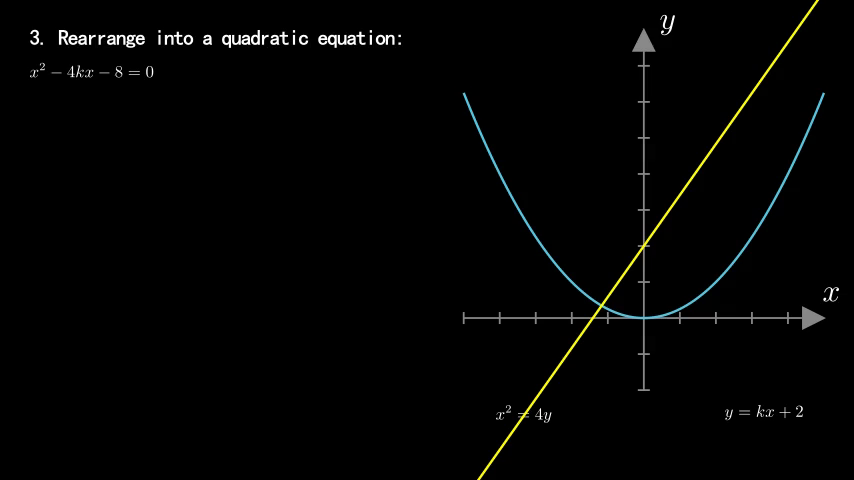 3. Rearrange into a quadratic equation:
x² − 4kx − 8 = 0
y
x
x² = 4y
y = kx + 2